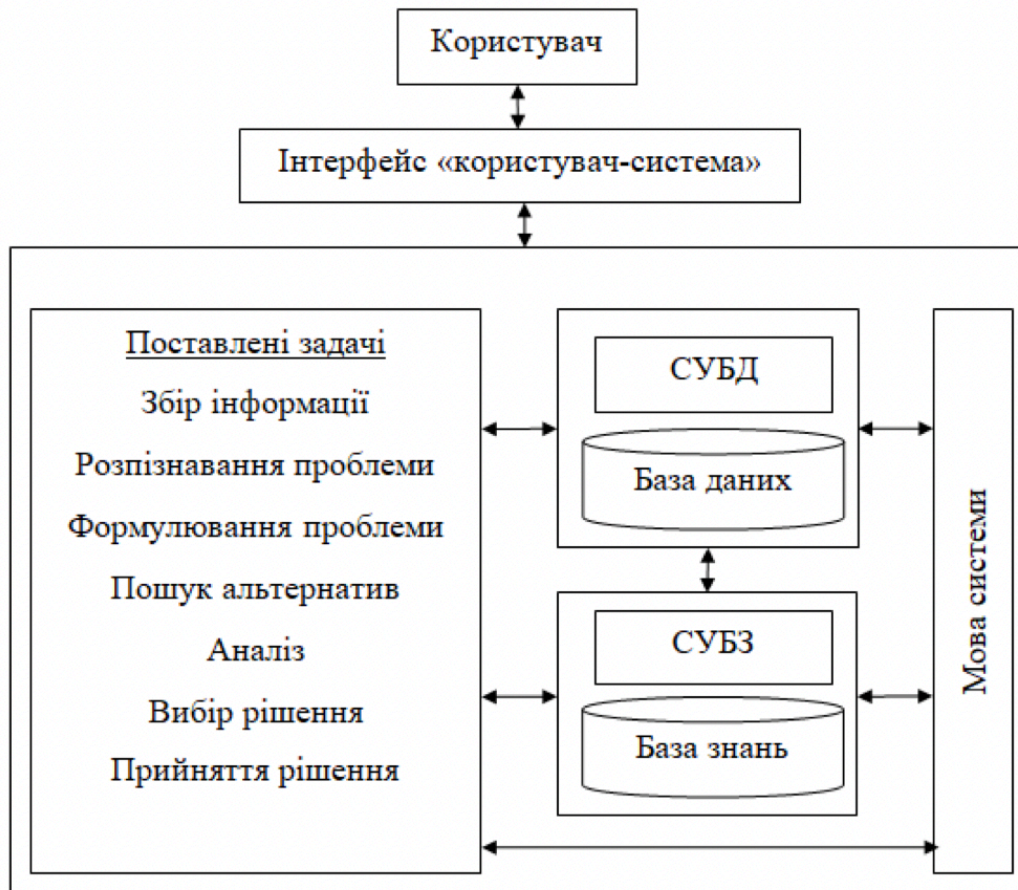 Користувач
Інтерфейс «користувач-система»
Поставлені задачі
Збір інформації
Розпізнавання проблеми
Формулювання проблеми
Пошук альтернатив
Аналіз
Вибір рішення
Прийняття рішення
СУБД
База даних
СУБЗ
База знань
Мова системи